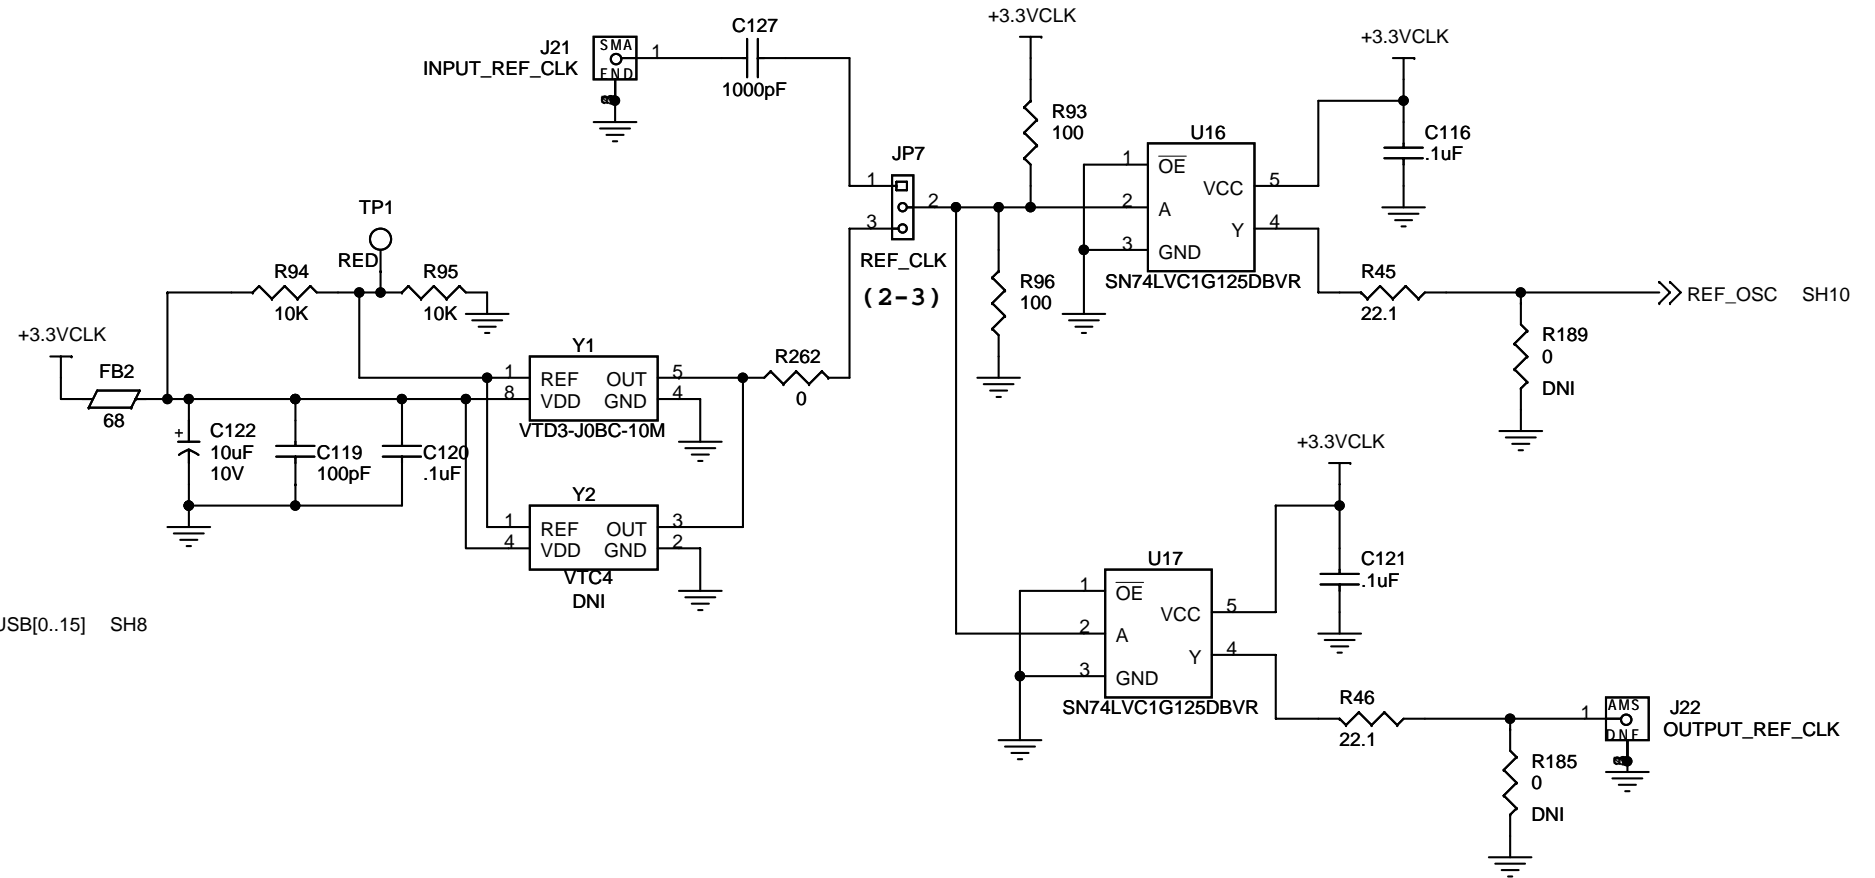 +3.3VCLK
C127
J21
INPUT_REF_CLK
SMA
END
1
1000pF
+3.3VCLK
R93
100
U16
C116
.1uF
JP7
1
2
3
REF_CLK
(2-3)
1
OE
VCC
5
2
A
Y
4
3
GND
SN74LVC1G125DBVR
R96
100
R45
22.1
REF_OSC SH10
R189
0
DNI
TP1
RED
R94
10K
R95
10K
+3.3VCLK
FB2
68
Y1
1
REF
OUT
5
8
VDD
GND
4
VTD3-J0BC-10M
R262
0
C122
10uF
10V
+
C119
100pF
C120
.1uF
Y2
1
REF
OUT
3
4
VDD
GND
2
VTC4
DNI
USB[0..15] SH8
+3.3VCLK
C121
.1uF
U17
1
OE
VCC
5
2
A
Y
4
3
GND
SN74LVC1G125DBVR
R46
22.1
1
AMS
DNE
J22
OUTPUT_REF_CLK
R185
0
DNI